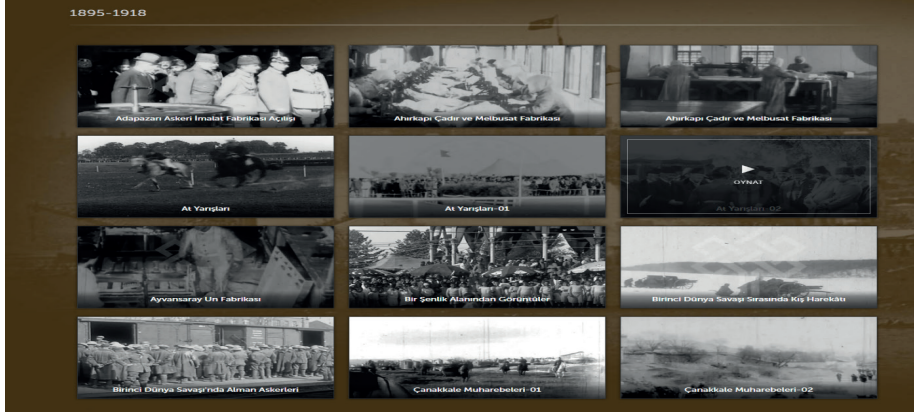 1895-1918
Adapazarı Askeri İmalat Fabrikası Açılışı
Ahırkapı Çadır ve Melbusat Fabrikası
Ahırkapı Çadır ve Melbusat Fabrikası
At Yarışları
At Yarışları-01
OYNAT
At Yarışları-02
Ayvansaray Un Fabrikası
Bir Şenlik Alanından Görüntüler
Birinci Dünya Savaşı Sırasında Kış Harekâtı
Birinci Dünya Savaşı'nda Alman Askerleri
Çanakkale Muharebeleri-01
Çanakkale Muharebeleri-02